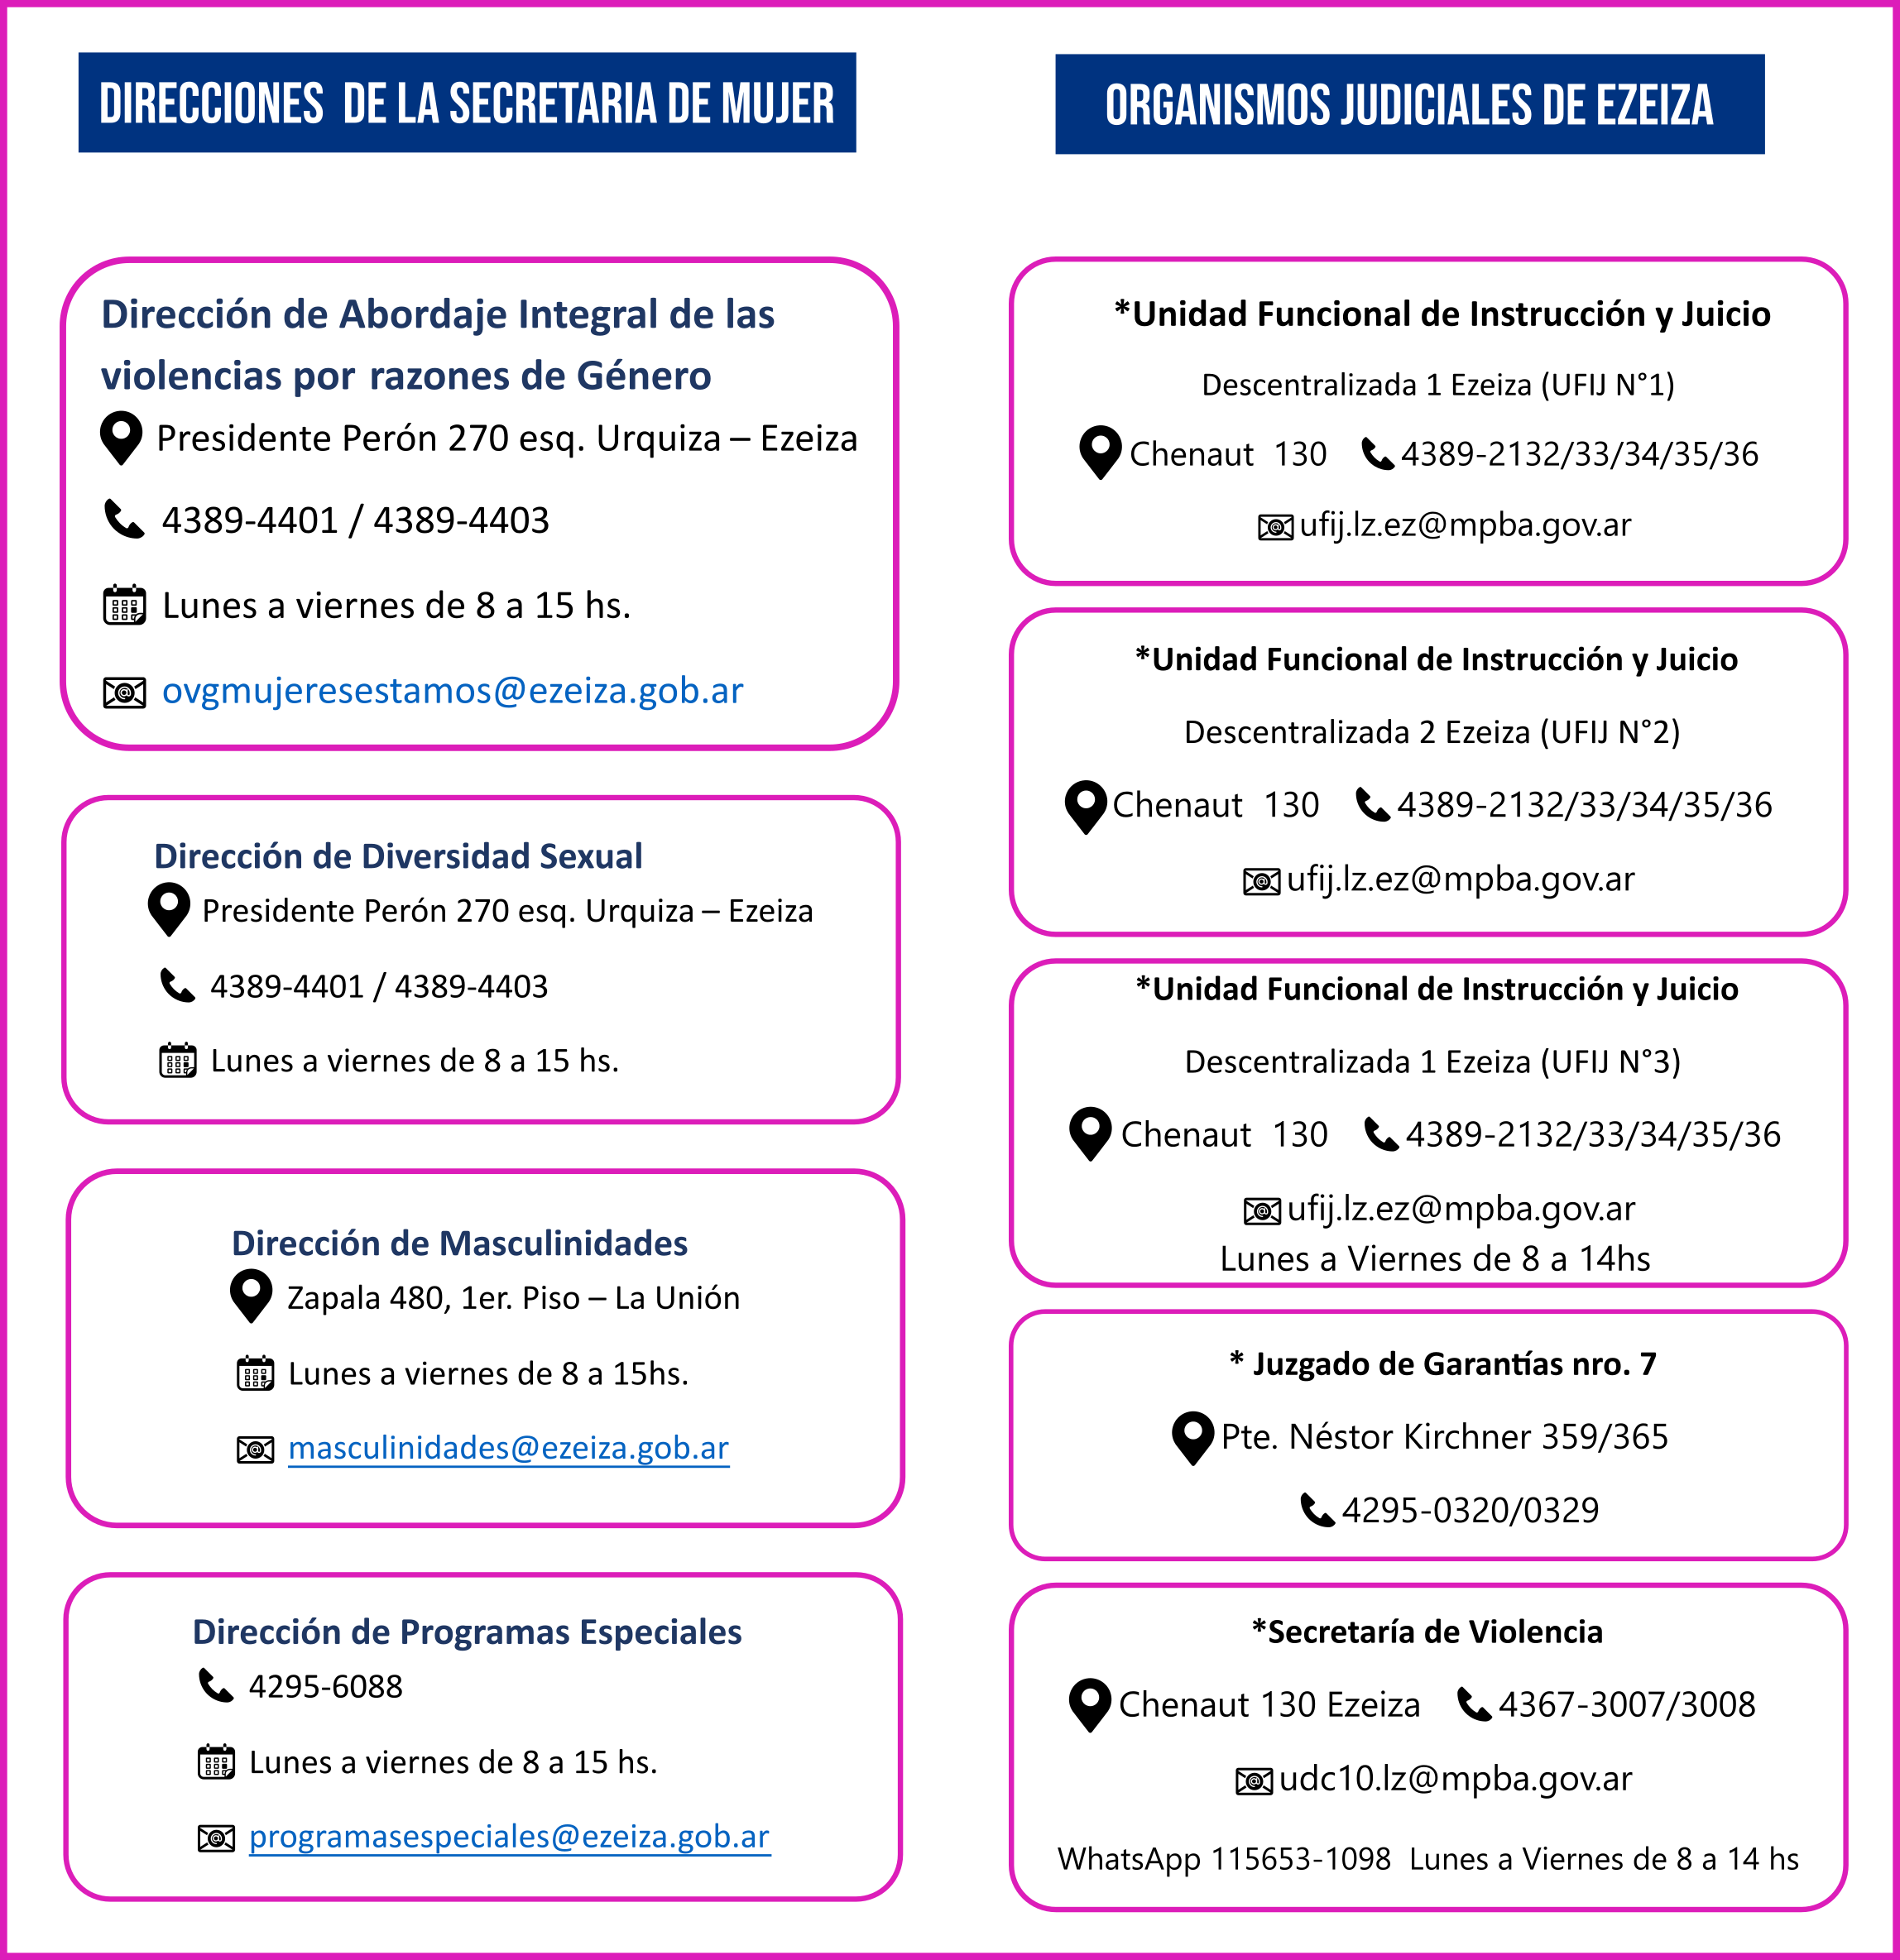 DIRECCIONES DE LA SECRETARIA DE MUJER
Dirección de Abordaje Integral de las
violencias por razones de Género
Presidente Perón 270 esq. Urquiza – Ezeiza
4389-4401 / 4389-4403
Lunes a viernes de 8 a 15 hs.
ovgmujeresestamos@ezeiza.gob.ar
Dirección de Diversidad Sexual
Presidente Perón 270 esq. Urquiza – Ezeiza
4389-4401 / 4389-4403
Lunes a viernes de 8 a 15 hs.
Dirección de Masculinidades
Zapala 480, 1er. Piso – La Unión
Lunes a viernes de 8 a 15hs.
masculinidades@ezeiza.gob.ar
Dirección de Programas Especiales
4295-6088
Lunes a viernes de 8 a 15 hs.
programasespeciales@ezeiza.gob.ar
ORGANISMOS JUDICIALES DE EZEIZA
*Unidad Funcional de Instrucción y Juicio
Descentralizada 1 Ezeiza (UFIJ N°1)
Chenaut 130 4389-2132/33/34/35/36
ufij.lz.ez@mpba.gov.ar
*Unidad Funcional de Instrucción y Juicio
Descentralizada 2 Ezeiza (UFIJ N°2)
Chenaut 130 4389-2132/33/34/35/36
ufij.lz.ez@mpba.gov.ar
*Unidad Funcional de Instrucción y Juicio
Descentralizada 1 Ezeiza (UFIJ N°3)
Chenaut 130 4389-2132/33/34/35/36
ufij.lz.ez@mpba.gov.ar
Lunes a Viernes de 8 a 14hs
* Juzgado de Garantías nro. 7
Pte. Néstor Kirchner 359/365
4295-0320/0329
*Secretaría de Violencia
Chenaut 130 Ezeiza 4367-3007/3008
udc10.lz@mpba.gov.ar
WhatsApp 115653-1098 Lunes a Viernes de 8 a 14 hs